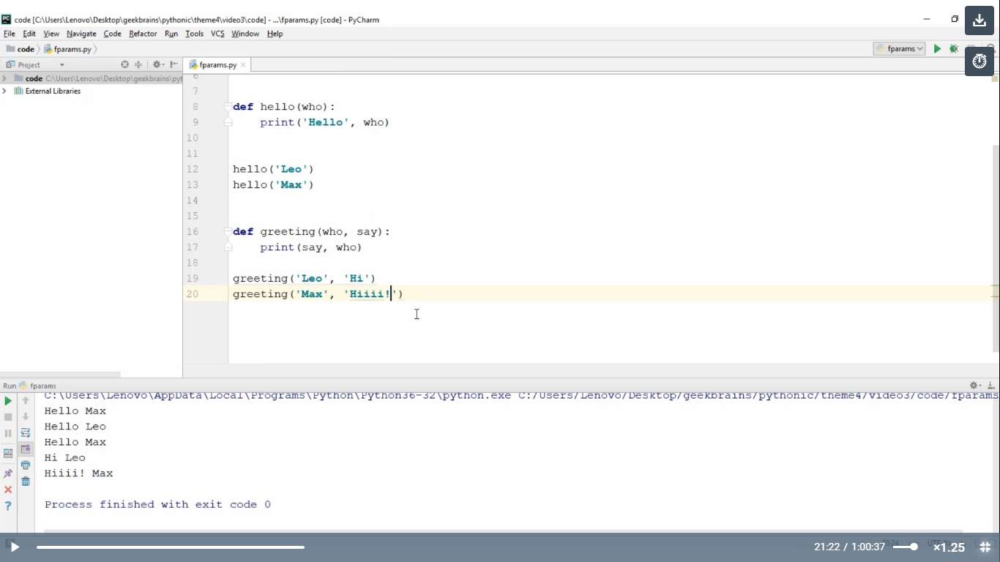 code [C:\Users\Lenovo\Desktop\geekbrains\pythonic\theme4\video3\code] - ...\fparams.py [code] - PyCharm
File Edit View Navigate Code Refactor Run Tools VCS Window Help
code fparams.py fparams
Project fparams.py
code C:\Users\Lenovo\Desktop\geekbrains\pyt
External Libraries
6
7
8 def hello(who):
9 print('Hello', who)
10
11
12 hello('Leo')
13 hello('Max')
14
15
16 def greeting(who, say):
17 print(say, who)
18
19 greeting('Leo', 'Hi')
20 greeting('Max', 'Hiiii!')
Run fparams
C:\Users\Lenovo\AppData\Local\Programs\Python\Python36-32\python.exe C:/Users/Lenovo/Desktop/geekbrains/pythonic/theme4/video3/code/fparams
Hello Max
Hello Leo
Hello Max
Hi Leo
Hiiii! Max
Process finished with exit code 0
21:22 / 1:00:37 ×1.25